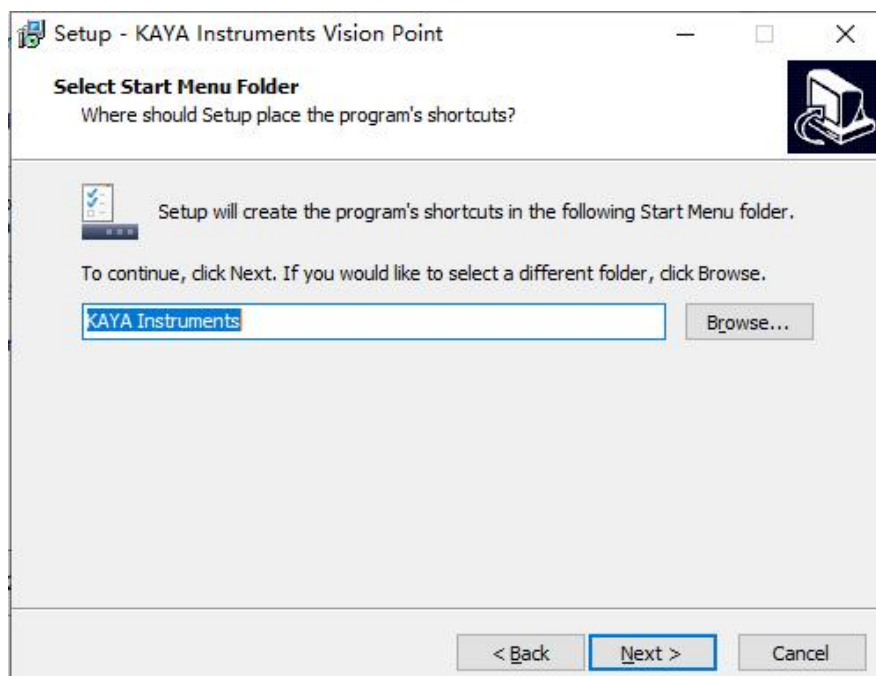 Setup - KAYA Instruments Vision Point
Select Start Menu Folder
Where should Setup place the program's shortcuts?
Setup will create the program's shortcuts in the following Start Menu folder.
To continue, click Next. If you would like to select a different folder, click Browse.
KAYA Instruments
Browse...
< Back
Next >
Cancel